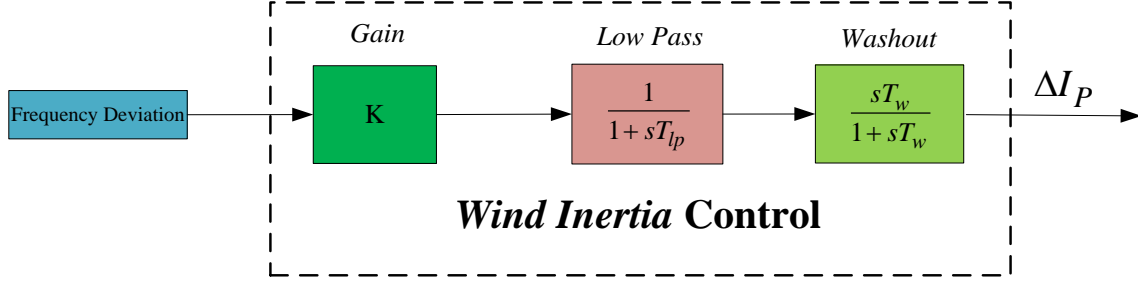 Gain
Low Pass
Washout
Frequency Deviation
K
1
1 + sT_lp
sT_w
1 + sT_w
ΔI_P
Wind Inertia Control